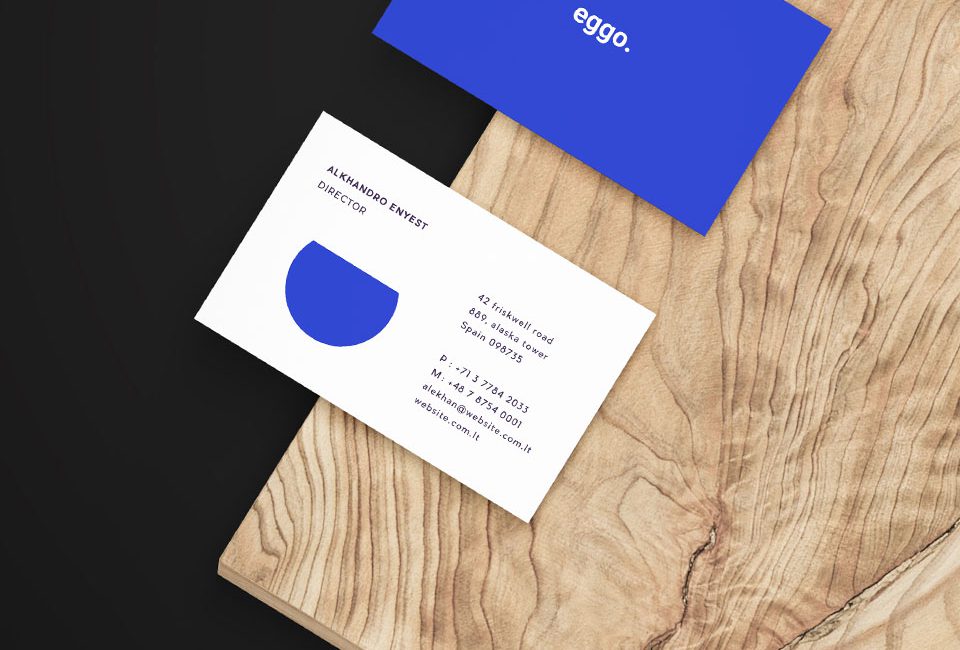 eggo.
ALKHANDRO ENYEST
DIRECTOR
42 friskwell road
889, alaska tower
Spain 098735
P : +71 3 7784 2033
M : +48 7 8754 0001
alekhan@website.com.lt
website.com.lt